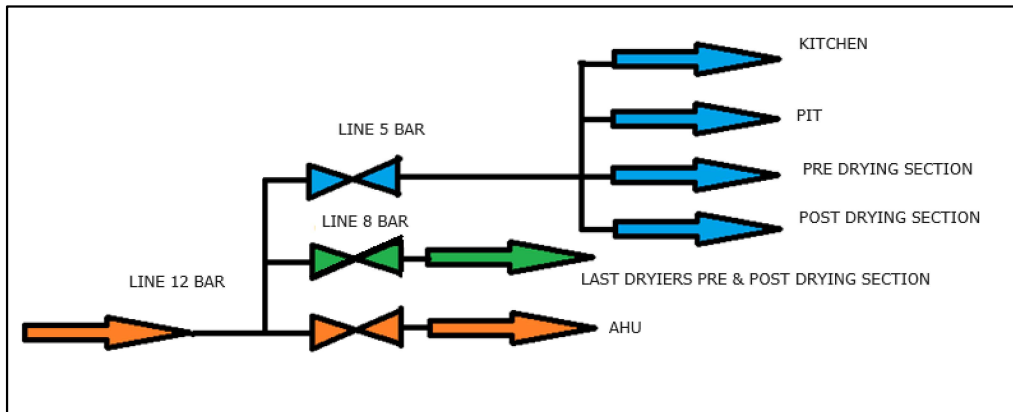 KITCHEN
PIT
LINE 5 BAR
PRE DRYING SECTION
POST DRYING SECTION
LINE 8 BAR
LINE 12 BAR
LAST DRYIERS PRE & POST DRYING SECTION
AHU